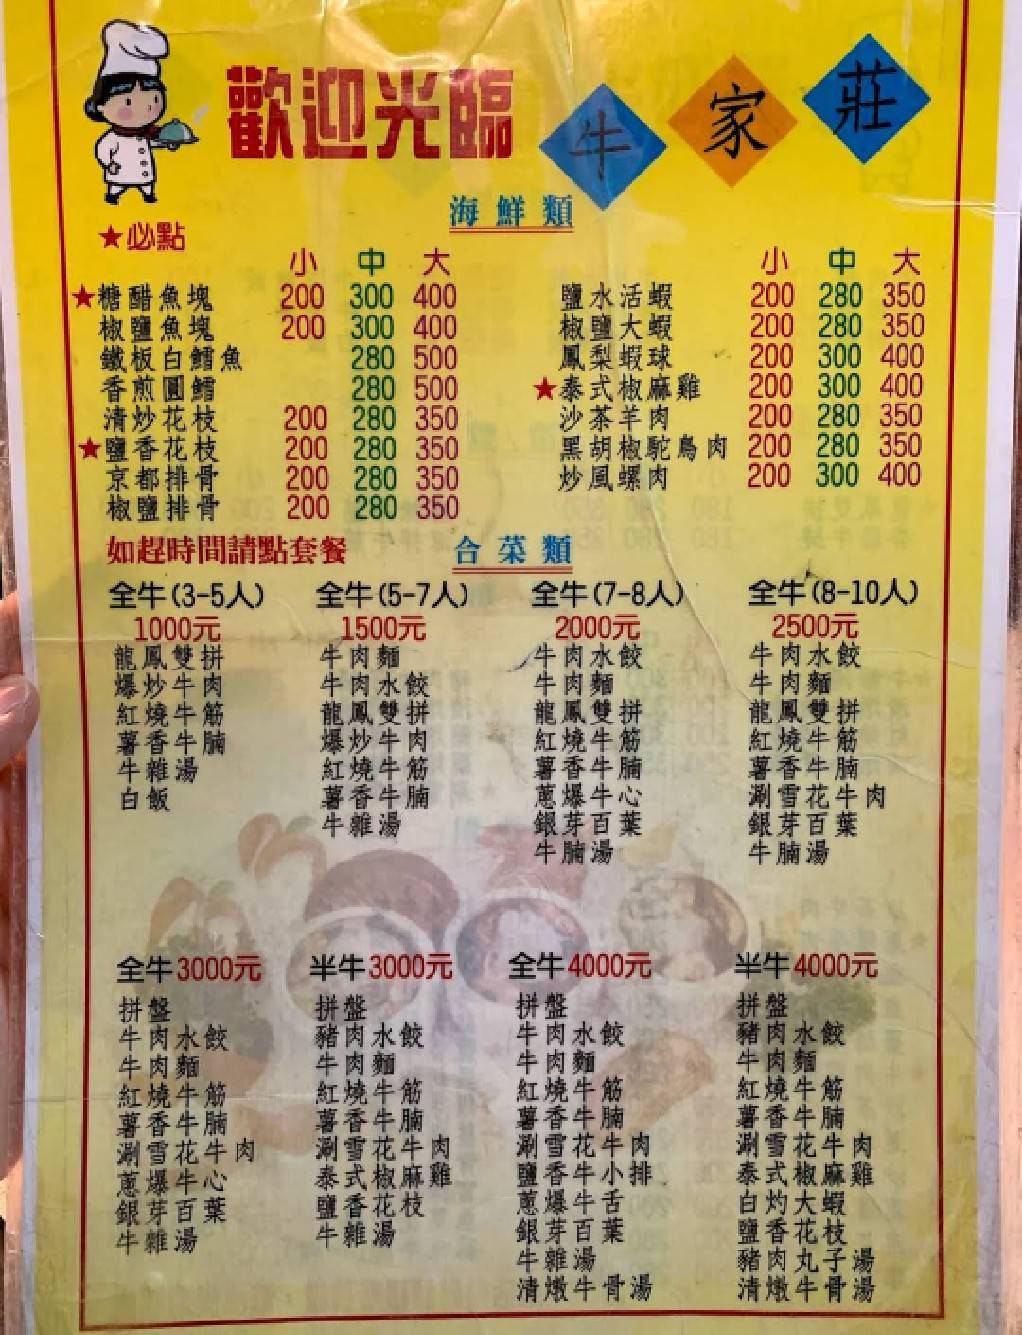 歡迎光臨 牛家莊
海鮮類
★必點
小 中 大
★糖醋魚塊 200 300 400
椒鹽魚塊 200 300 400
鐵板白鱈魚 280 500
香煎圓鱈 280 500
清炒花枝 200 280 350
★鹽香花枝 200 280 350
京都排骨 200 280 350
椒鹽排骨 200 280 350
小 中 大
鹽水活蝦 200 280 350
椒鹽大蝦 200 280 350
鳳梨蝦球 200 300 400
★泰式椒麻雞 200 300 400
沙茶羊肉 200 280 350
黑胡椒駝鳥肉 200 280 350
炒風螺肉 200 300 400
如趕時間請點套餐
合菜類
全牛(3-5人)
1000元
龍鳳雙拼
爆炒牛肉
紅燒牛筋
薯香牛腩
牛雜湯
白飯
全牛(5-7人)
1500元
牛肉麵
牛肉水餃
龍鳳雙拼
爆炒牛肉
紅燒牛筋
薯香牛腩
牛雜湯
全牛(7-8人)
2000元
牛肉水餃
牛肉麵
龍鳳雙拼
紅燒牛筋
薯香牛腩
蔥爆牛心
銀芽百葉
牛腩湯
全牛(8-10人)
2500元
牛肉水餃
牛肉麵
龍鳳雙拼
紅燒牛筋
薯香牛腩
涮雪花牛肉
銀芽百葉
牛腩湯
全牛3000元
拼盤
牛肉水餃
牛肉麵
紅燒牛筋
薯香牛腩
涮雪花牛肉
蔥爆牛心
銀芽百葉
牛雜湯
半牛3000元
拼盤
豬肉水餃
牛肉麵
紅燒牛筋
薯香牛腩
涮雪花牛肉
泰式椒麻雞
鹽香花枝
牛雜湯
全牛4000元
拼盤
牛肉水餃
牛肉麵
紅燒牛筋
薯香牛腩
涮雪花牛肉
鹽香牛小排
蔥爆牛舌
銀芽百葉
牛雜湯
清燉牛骨湯
半牛4000元
拼盤
豬肉水餃
牛肉麵
紅燒牛筋
薯香牛腩
涮雪花牛肉
泰式椒麻雞
白灼大蝦
鹽香花枝
豬肉丸子湯
清燉牛骨湯